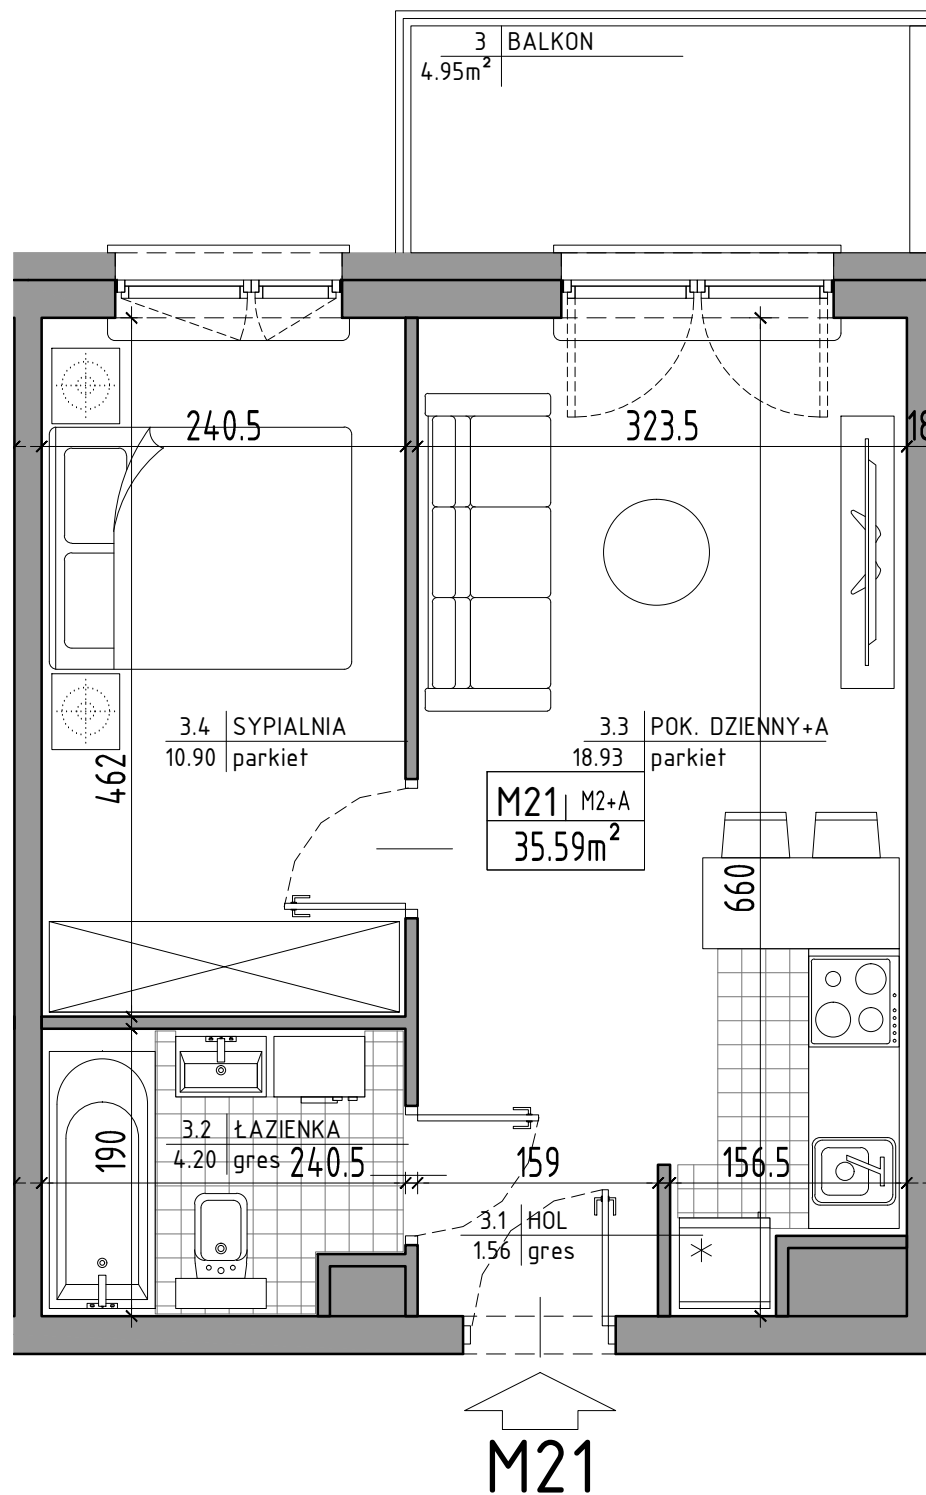 3 BALKON
4.95m²
240.5
323.5
18
3.4 SYPIALNIA
10.90 parkiet
462
3.3 POK. DZIENNY+A
18.93 parkiet
M21 M2+A
35.59m²
660
3.2 ŁAZIENKA
4.20 gres
190
240.5
159
156.5
3.1 HOL
1.56 gres
M21